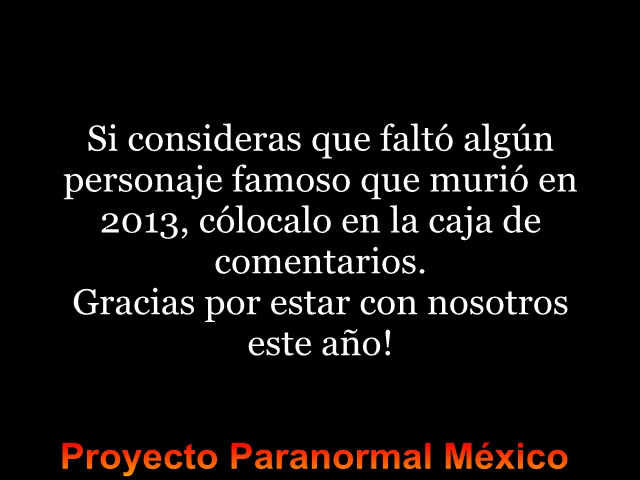 Si consideras que faltó algún
personaje famoso que murió en
2013, cólocalo en la caja de
comentarios.
Gracias por estar con nosotros
este año!
Proyecto Paranormal México